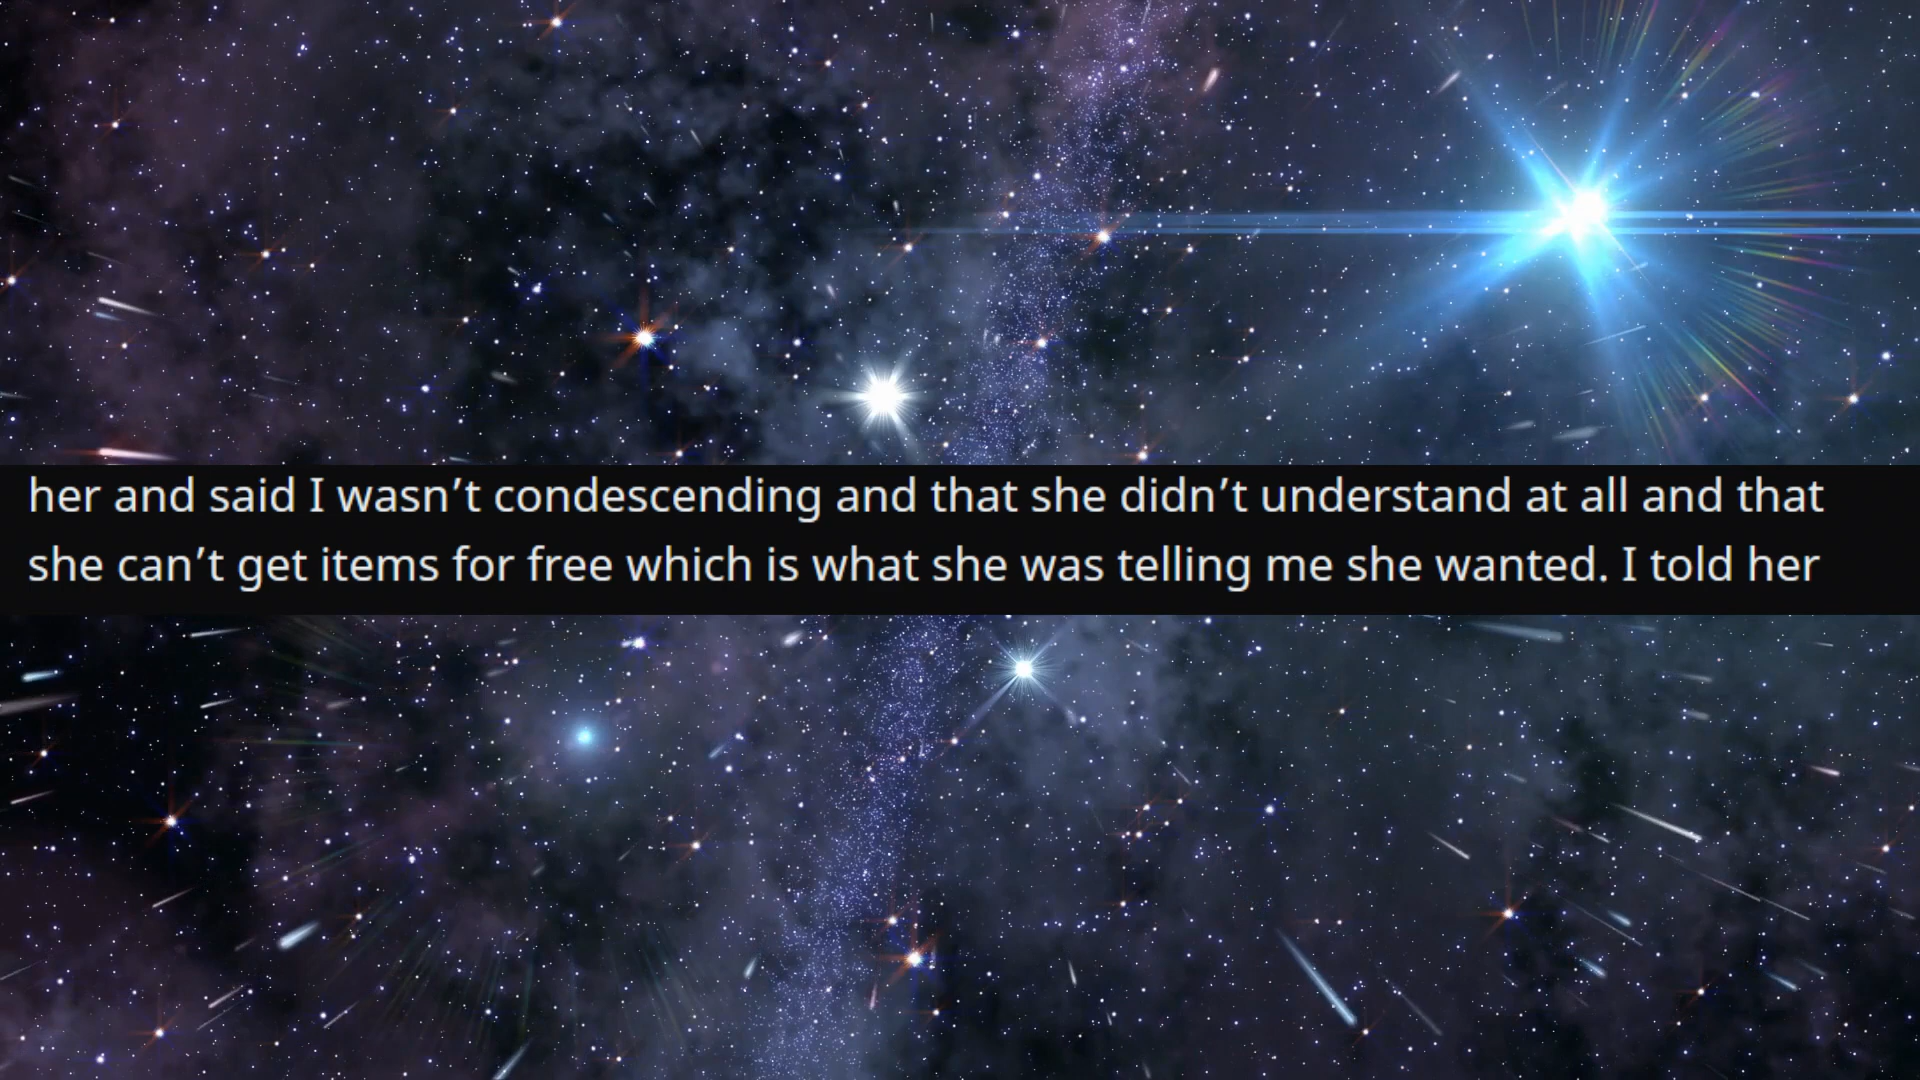 her and said I wasn’t condescending and that she didn’t understand at all and that
she can’t get items for free which is what she was telling me she wanted. I told her